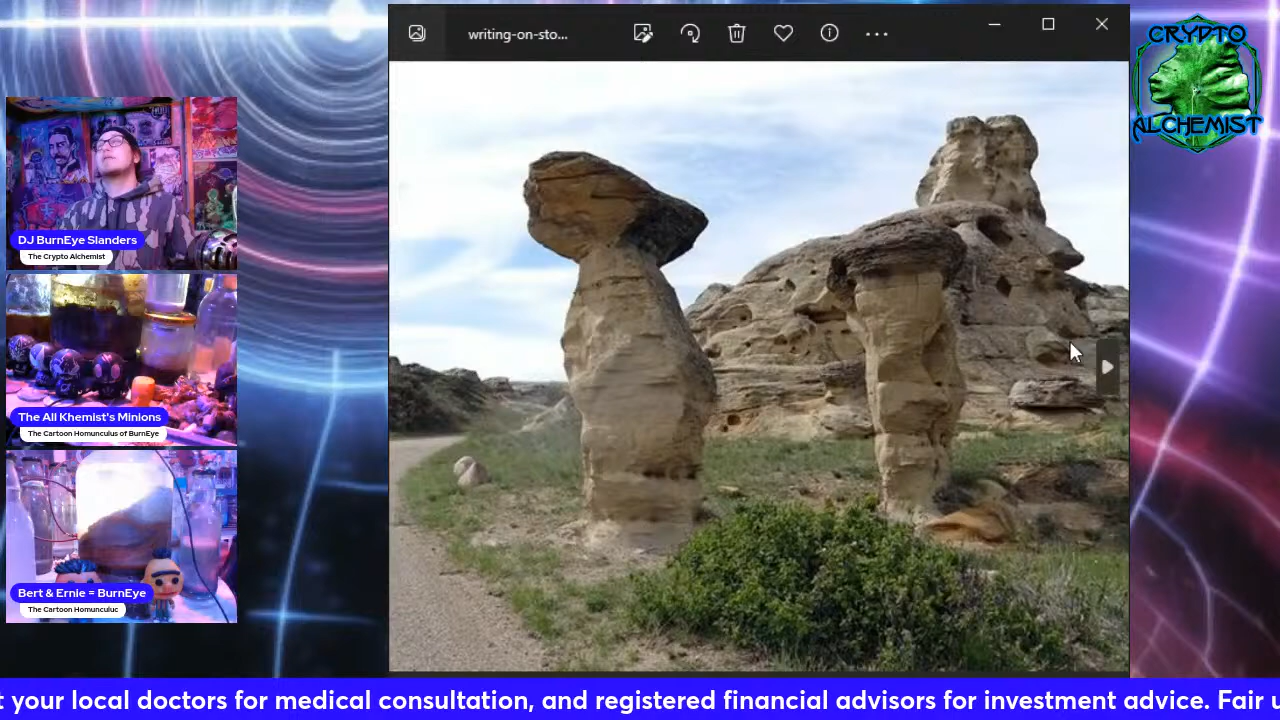 writing-on-sto...
CRYPTO
ALCHEMIST
DJ BurnEye Slanders
The Crypto Alchemist
The All Khemist's Minions
The Cartoon Homunculus of BurnEye
Bert & Ernie = BurnEye
The Cartoon Homunculuc
t your local doctors for medical consultation, and registered financial advisors for investment advice. Fair u